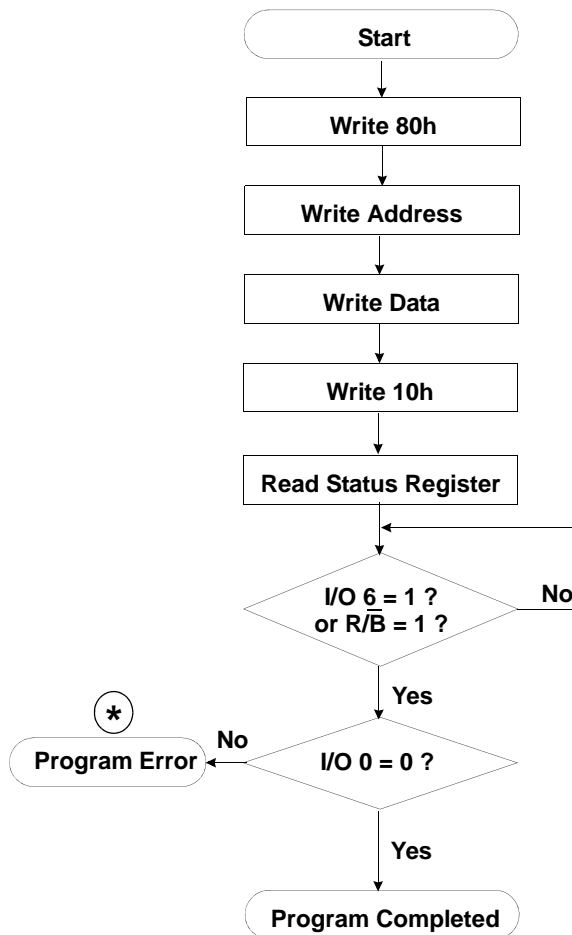 Start
Write 80h
Write Address
Write Data
Write 10h
Read Status Register
I/O 6 = 1 ?
or R/B̅ = 1 ?
No
Yes
*
No
Program Error
I/O 0 = 0 ?
Yes
Program Completed